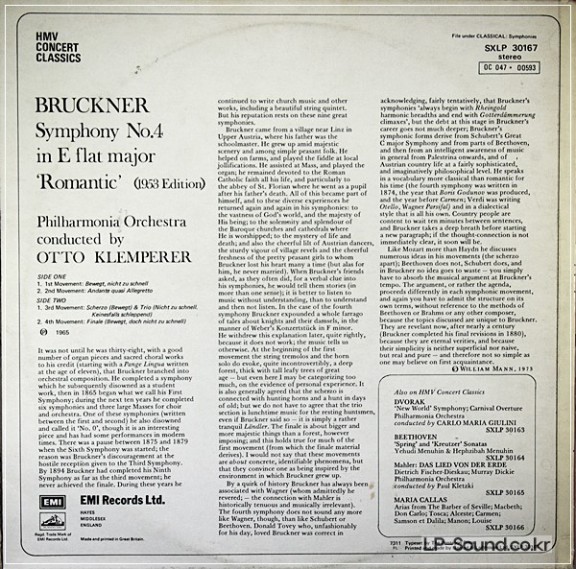 HMV
CONCERT
CLASSICS
File under CLASSICAL: Symphonies
SXLP 30167
stereo
OC 047 · 00593
BRUCKNER
Symphony No.4
in E flat major
'Romantic' (1953 Edition)
Philharmonia Orchestra
conducted by
OTTO KLEMPERER
SIDE ONE
1. 1st Movement: Bewegt, nicht zu schnell
2. 2nd Movement: Andante quasi Allegretto
SIDE TWO
1. 3rd Movement: Scherzo (Bewegt) & Trio (Nicht zu schnell.
Keinesfalls schleppend)
2. 4th Movement: Finale (Bewegt, doch nicht zu schnell)
Ⓟ 1965
It was not until he was thirty-eight, with a good
number of organ pieces and sacred choral works
to his credit (starting with a Pange Lingua written
at the age of eleven), that Bruckner branched into
orchestral composition. He completed a symphony
which he subsequently disowned as a student
work, then in 1865 began what we call his First
Symphony; during the next ten years he completed
six symphonies and three large Masses for choir
and orchestra. One of these symphonies (written
between the first and second) he also disowned
and called it 'No. 0', though it is an interesting
piece and has had some performances in modern
times. There was a pause between 1875 and 1879
when the Sixth Symphony was started; the
reason was Bruckner's discouragement at the
hostile reception given to the Third Symphony.
By 1894 Bruckner had completed his Ninth
Symphony as far as the third movement; he
never achieved the finale. During these years he
continued to write church music and other
works, including a beautiful string quintet.
But his reputation rests on these nine great
symphonies.
Bruckner came from a village near Linz in
Upper Austria, where his father was the
schoolmaster. He grew up amid majestic
scenery and among simple peasant folk. He
helped on farms, and played the fiddle at local
jollifications. He assisted at Mass, and played the
organ; he remained devoted to the Roman
Catholic faith all his life, and particularly to
the abbey of St. Florian where he went as a pupil
after his father's death. All of this became part of
himself, and to these diverse experiences he
returned again and again in his symphonies: to
the vastness of God's world, and the majesty of
His being; to the solemnity and splendour of
the Baroque churches and cathedrals where
He is worshipped; to the mystery of life and
death; and also the cheerful lilt of Austrian dances,
the sturdy vigour of village revels and the cheerful
freshness of the pretty peasant girls to whom
Bruckner lost his heart many a time (but alas for
him, he never married). When Bruckner's friends
asked, as they often did, for a verbal clue into
his symphonies, he would tell them stories (in
more than one sense); it is better to listen to
music without understanding, than to understand
and then not listen. In the case of the fourth
symphony Bruckner expounded a whole farrago
of tales about knights and their damsels, in the
manner of Weber's Konzertstück in F minor.
He withdrew this explanation later, quite rightly,
because it does not work; the music tells us
otherwise. At the beginning of the first
movement the string tremolos and the horn
solo do evoke, quite incontrovertibly, a deep
forest, thick with tall leafy trees of great
age — but even here I may be categorizing too
much, on the evidence of personal experience. It
is also generally agreed that the scherzo is
connected with hunting horns and a hunt in days
of old; but we do not have to agree that the trio
section is lunchtime music for the resting huntsmen,
even if Bruckner said so — it is simply a rather
tranquil Ländler. The finale is about bigger and
more majestic things than a forest, however
imposing; and this holds true for much of the
first movement (from which the finale material
derives). I would not say that these movements
are about concrete, identifiable phenomena, but
that they convince one as being inspired by the
environment in which Bruckner grew up.
By a quirk of history Bruckner has always been
associated with Wagner (whom admittedly he
revered; — the connection with Mahler is
historically tenuous and musically irrelevant).
The fourth symphony does not sound any more
like Wagner, though, than like Schubert or
Beethoven. Donald Tovey who, unfashionably
for his day, loved Bruckner was correct in
acknowledging, fairly tentatively, that Bruckner's
symphonies 'always begin with Rheingold
harmonic breadths and end with Götterdämmerung
climaxes', but the debt at this stage in Bruckner's
career goes not much deeper; Bruckner's
symphonic forms derive from Schubert's Great
C major Symphony and from parts of Beethoven,
and then from an intelligent awareness of music
in general from Palestrina onwards, and of
Austrian country life at a fairly sophisticated,
and imaginatively philosophical level. He speaks
in a vocabulary more classical than romantic for
his time (the fourth symphony was written in
1874, the year that Boris Godunov was produced,
and the year before Carmen; Verdi was writing
Otello, Wagner Parsifal) and in a dialectical
style that is all his own. Country people are
content to wait ten minutes between sentences,
and Bruckner takes a deep breath before starting
a new paragraph; if the thought-connection is not
immediately clear, it soon will be.
Like Mozart more than Haydn he discusses
numerous ideas in his movements (the scherzo
apart); Beethoven does not, Schubert does, and
in Bruckner no idea goes to waste — you simply
have to absorb the musical argument at Bruckner's
tempo. The argument, or rather the agenda,
proceeds differently in each symphonic movement,
and again you have to admit the structure on its
own terms, without reference to the methods of
Beethoven or Brahms or any other composer,
because the topics discussed are unique to Bruckner.
They are revelant now, after nearly a century
(Bruckner completed his final revisions in 1880),
because they are eternal verities, and because
their simplicity is neither superficial nor naive,
but real and pure — and therefore not so simple as
one may believe on first acquaintance.
© WILLIAM MANN, 1973
Also on HMV Concert Classics
DVORAK
"New World" Symphony; Carnival Overture
Philharmonia Orchestra
conducted by CARLO MARIA GIULINI
SXLP 30163
BEETHOVEN
'Spring' and 'Kreutzer' Sonatas
Yehudi Menuhin & Hephzibah Menuhin
SXLP 30164
Mahler: DAS LIED VON DER ERDE
Dietrich Fischer-Dieskau; Murray Dickie
Philharmonia Orchestra
conducted by Paul Kletzki
SXLP 30165
MARIA CALLAS
Arias from The Barber of Seville; Macbeth;
Don Carlo; Tosca; Alceste; Carmen;
Samson et Dalila; Manon; Louise
SXLP 30166
EMI
EMI Records Ltd.
HAYES
MIDDLESEX
ENGLAND
Regd. Trade Mark of
EMI Records Ltd.
Made and printed in Great Britain.
7311
LP-Sound.co.kr